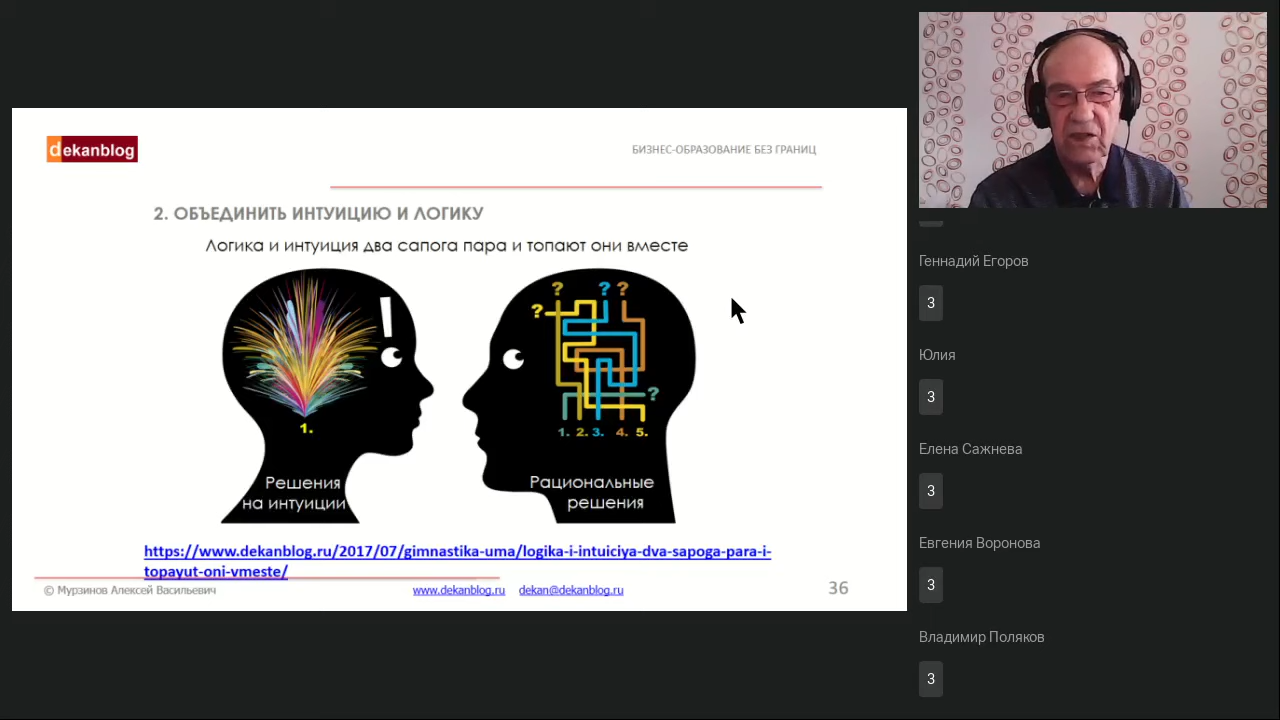 dekanblog
БИЗНЕС-ОБРАЗОВАНИЕ БЕЗ ГРАНИЦ
2. ОБЪЕДИНИТЬ ИНТУИЦИЮ И ЛОГИКУ
Логика и интуиция два сапога пара и топают они вместе
!
1.
Решения
на интуиции
? ? ?
?
?
1. 2. 3. 4. 5.
Рациональные
решения
https://www.dekanblog.ru/2017/07/gimnastika-uma/logika-i-intuiciya-dva-sapoga-para-i-
topayut-oni-vmeste/
© Мурзинов Алексей Васильевич
www.dekanblog.ru dekan@dekanblog.ru
36
Геннадий Егоров
3
Юлия
3
Елена Сажнева
3
Евгения Воронова
3
Владимир Поляков
3